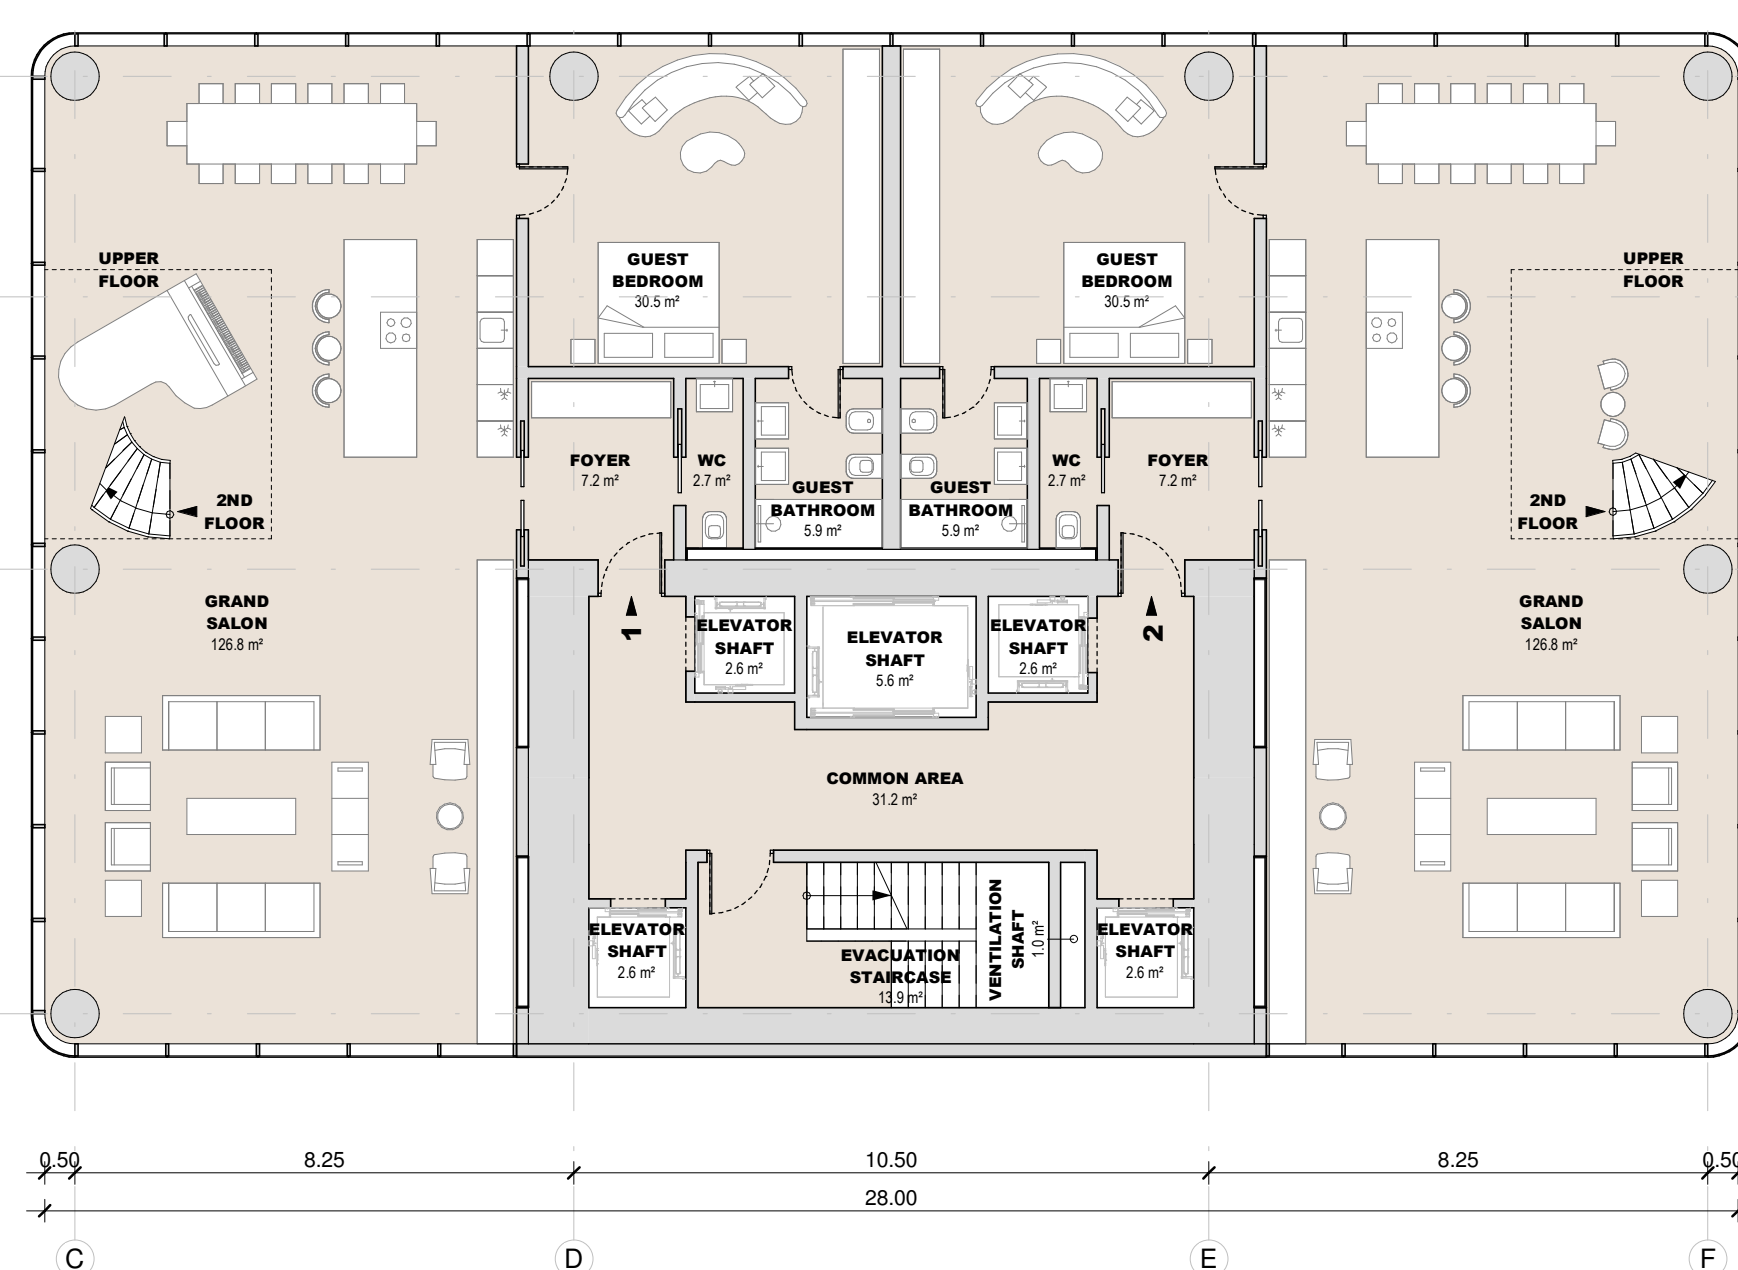 UPPER
FLOOR
GUEST
BEDROOM
30.5 m²
GUEST
BEDROOM
30.5 m²
UPPER
FLOOR
FOYER
7.2 m²
WC
2.7 m²
GUEST
BATHROOM
5.9 m²
GUEST
BATHROOM
5.9 m²
WC
2.7 m²
FOYER
7.2 m²
2ND
FLOOR
2ND
FLOOR
GRAND
SALON
126.8 m²
1
ELEVATOR
SHAFT
2.6 m²
ELEVATOR
SHAFT
5.6 m²
ELEVATOR
SHAFT
2.6 m²
2
GRAND
SALON
126.8 m²
COMMON AREA
31.2 m²
ELEVATOR
SHAFT
2.6 m²
EVACUATION
STAIRCASE
13.9 m²
VENTILATION
SHAFT
1.0 m²
ELEVATOR
SHAFT
2.6 m²
0.50
8.25
10.50
8.25
0.50
28.00
C
D
E
F